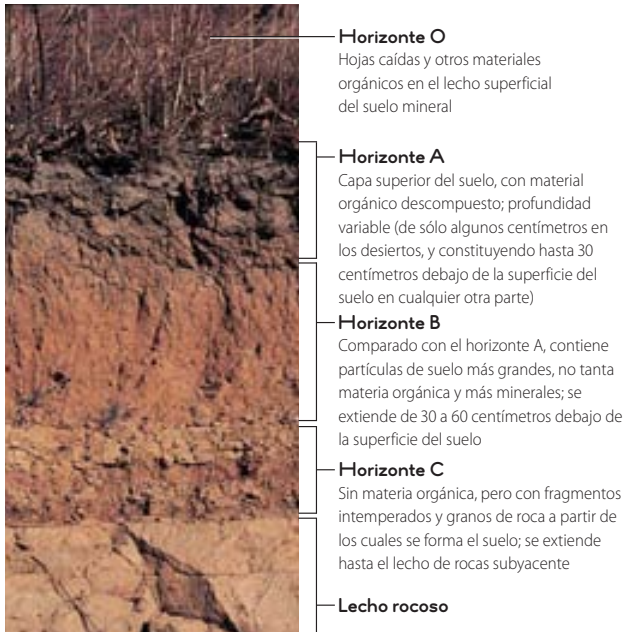 Horizonte O
Hojas caídas y otros materiales
orgánicos en el lecho superficial
del suelo mineral
Horizonte A
Capa superior del suelo, con material
orgánico descompuesto; profundidad
variable (de sólo algunos centímetros en
los desiertos, y constituyendo hasta 30
centímetros debajo de la superficie del
suelo en cualquier otra parte)
Horizonte B
Comparado con el horizonte A, contiene
partículas de suelo más grandes, no tanta
materia orgánica y más minerales; se
extiende de 30 a 60 centímetros debajo de
la superficie del suelo
Horizonte C
Sin materia orgánica, pero con fragmentos
intemperados y granos de roca a partir de
los cuales se forma el suelo; se extiende
hasta el lecho de rocas subyacente
Lecho rocoso